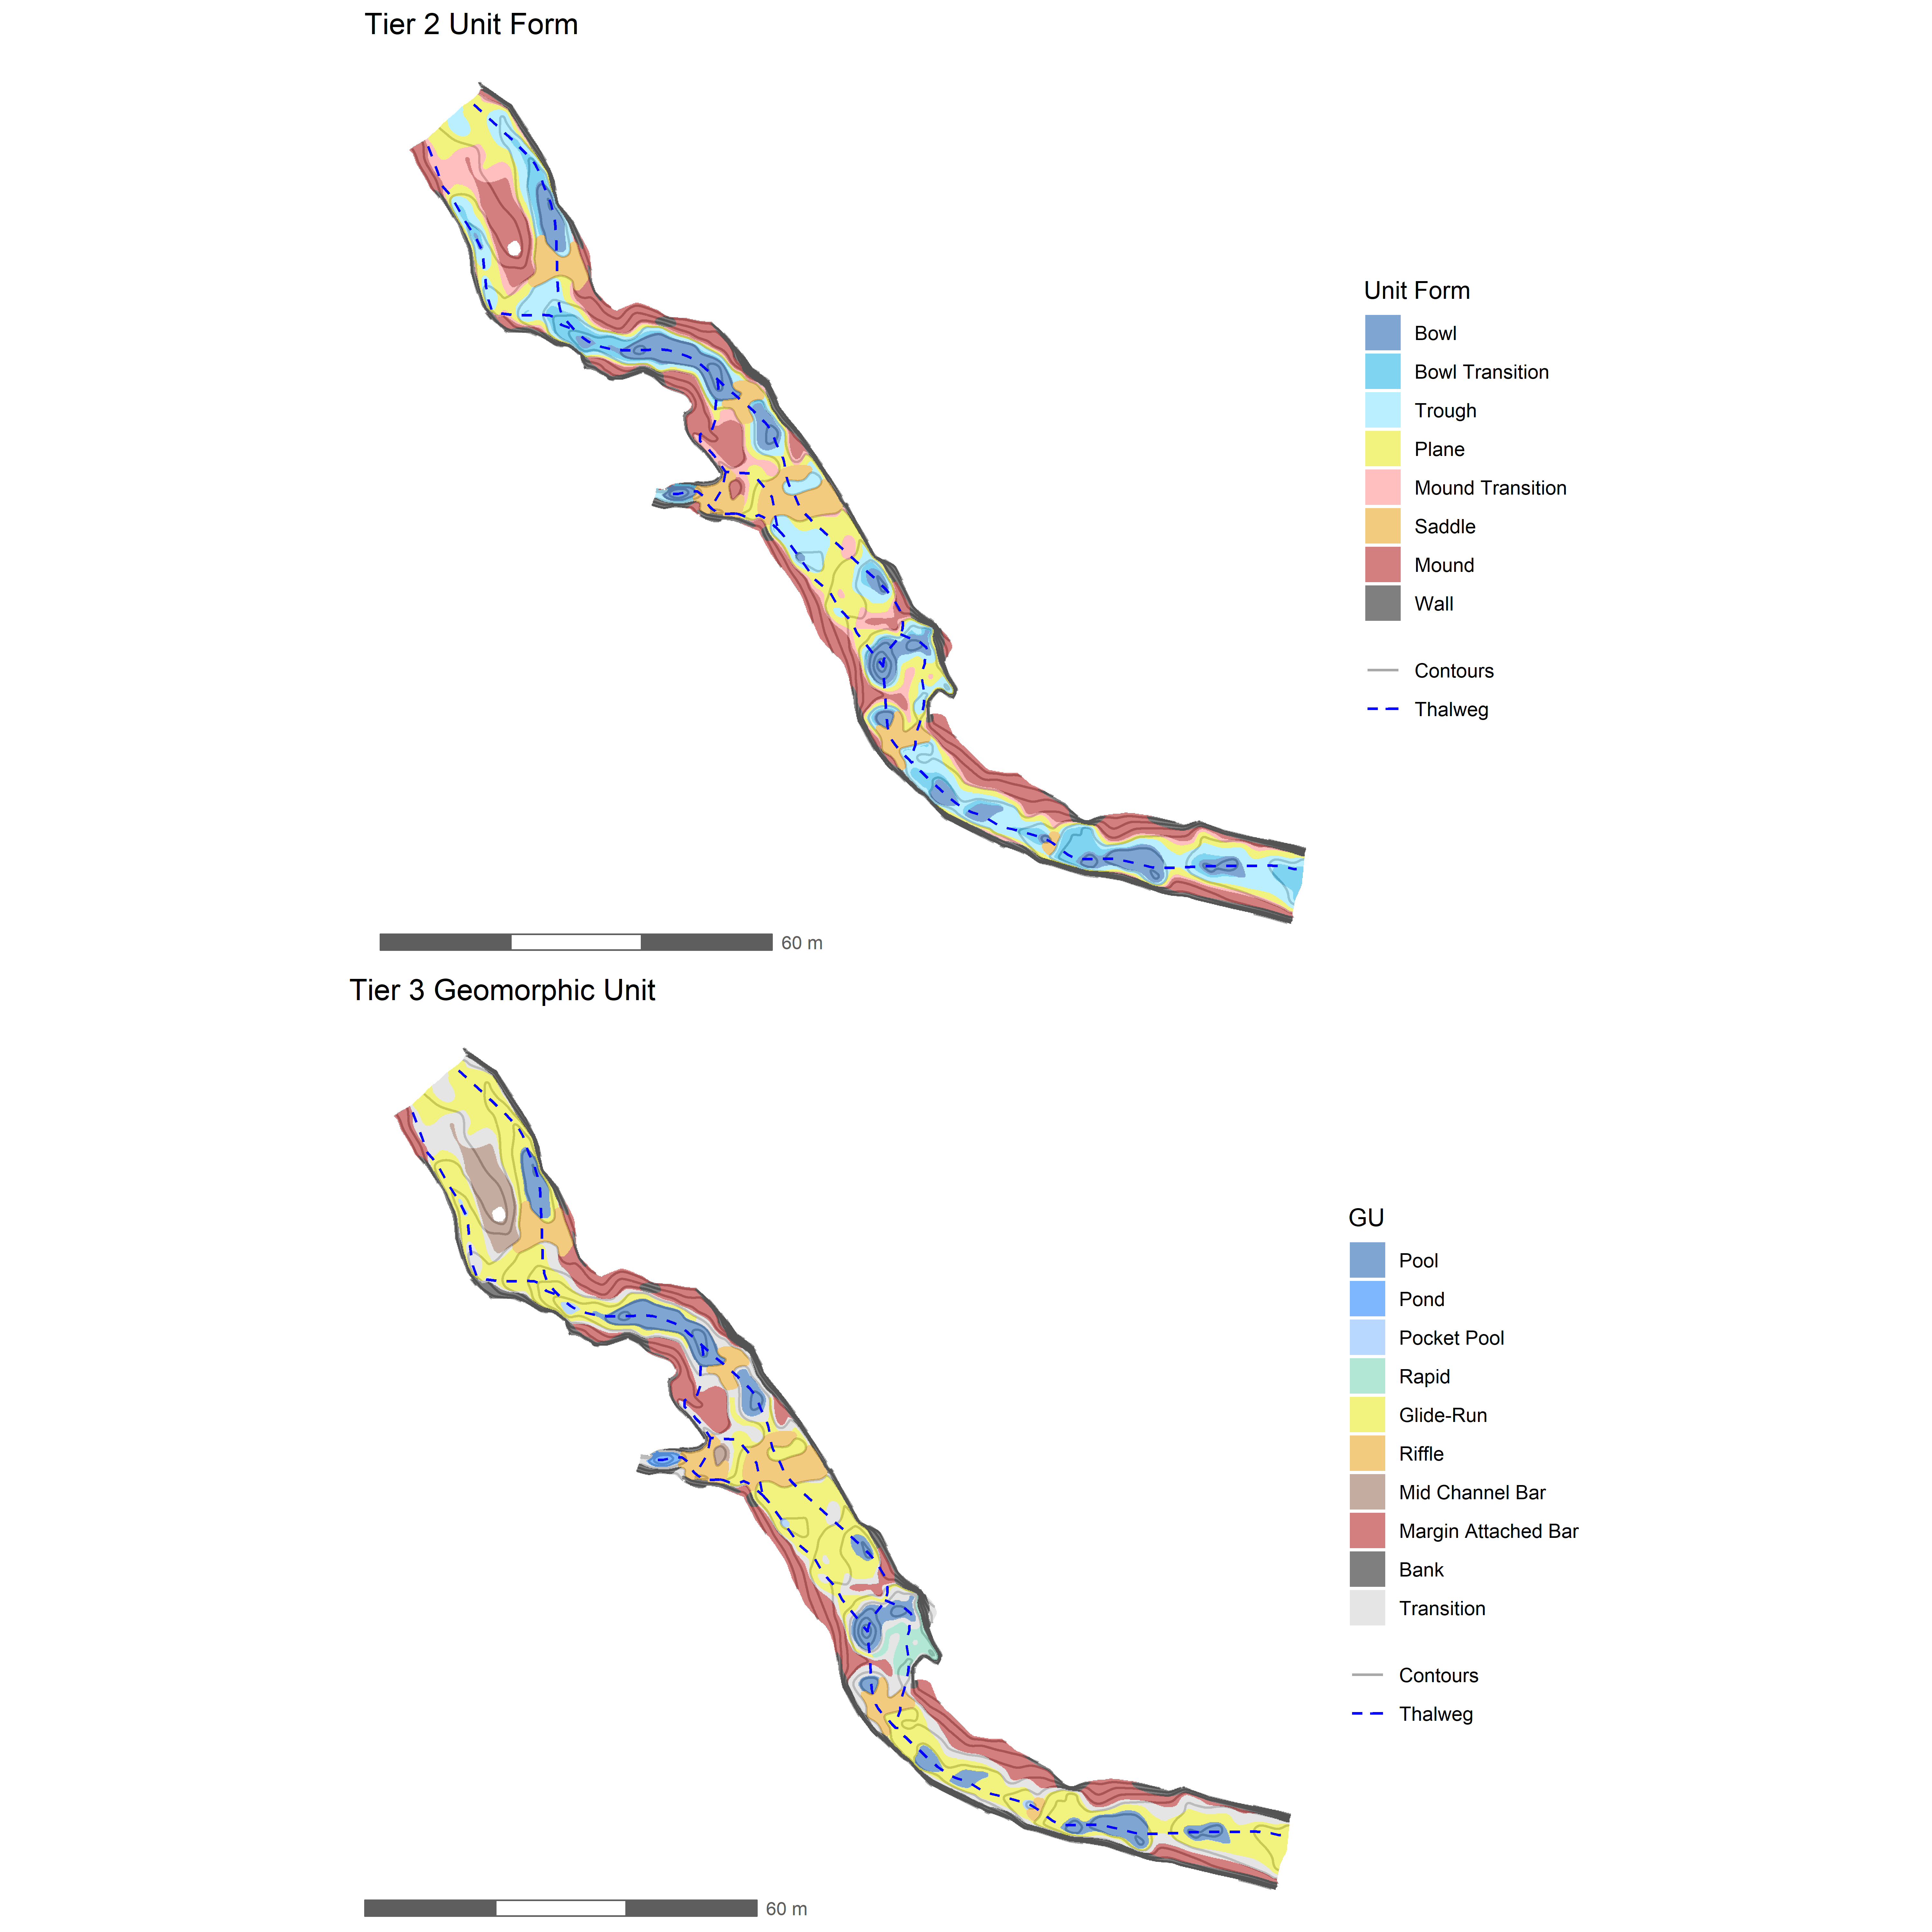 Tier 2 Unit Form
Unit Form
Bowl
Bowl Transition
Trough
Plane
Mound Transition
Saddle
Mound
Wall
Contours
Thalweg
60 m
Tier 3 Geomorphic Unit
GU
Pool
Pond
Pocket Pool
Rapid
Glide-Run
Riffle
Mid Channel Bar
Margin Attached Bar
Bank
Transition
Contours
Thalweg
60 m